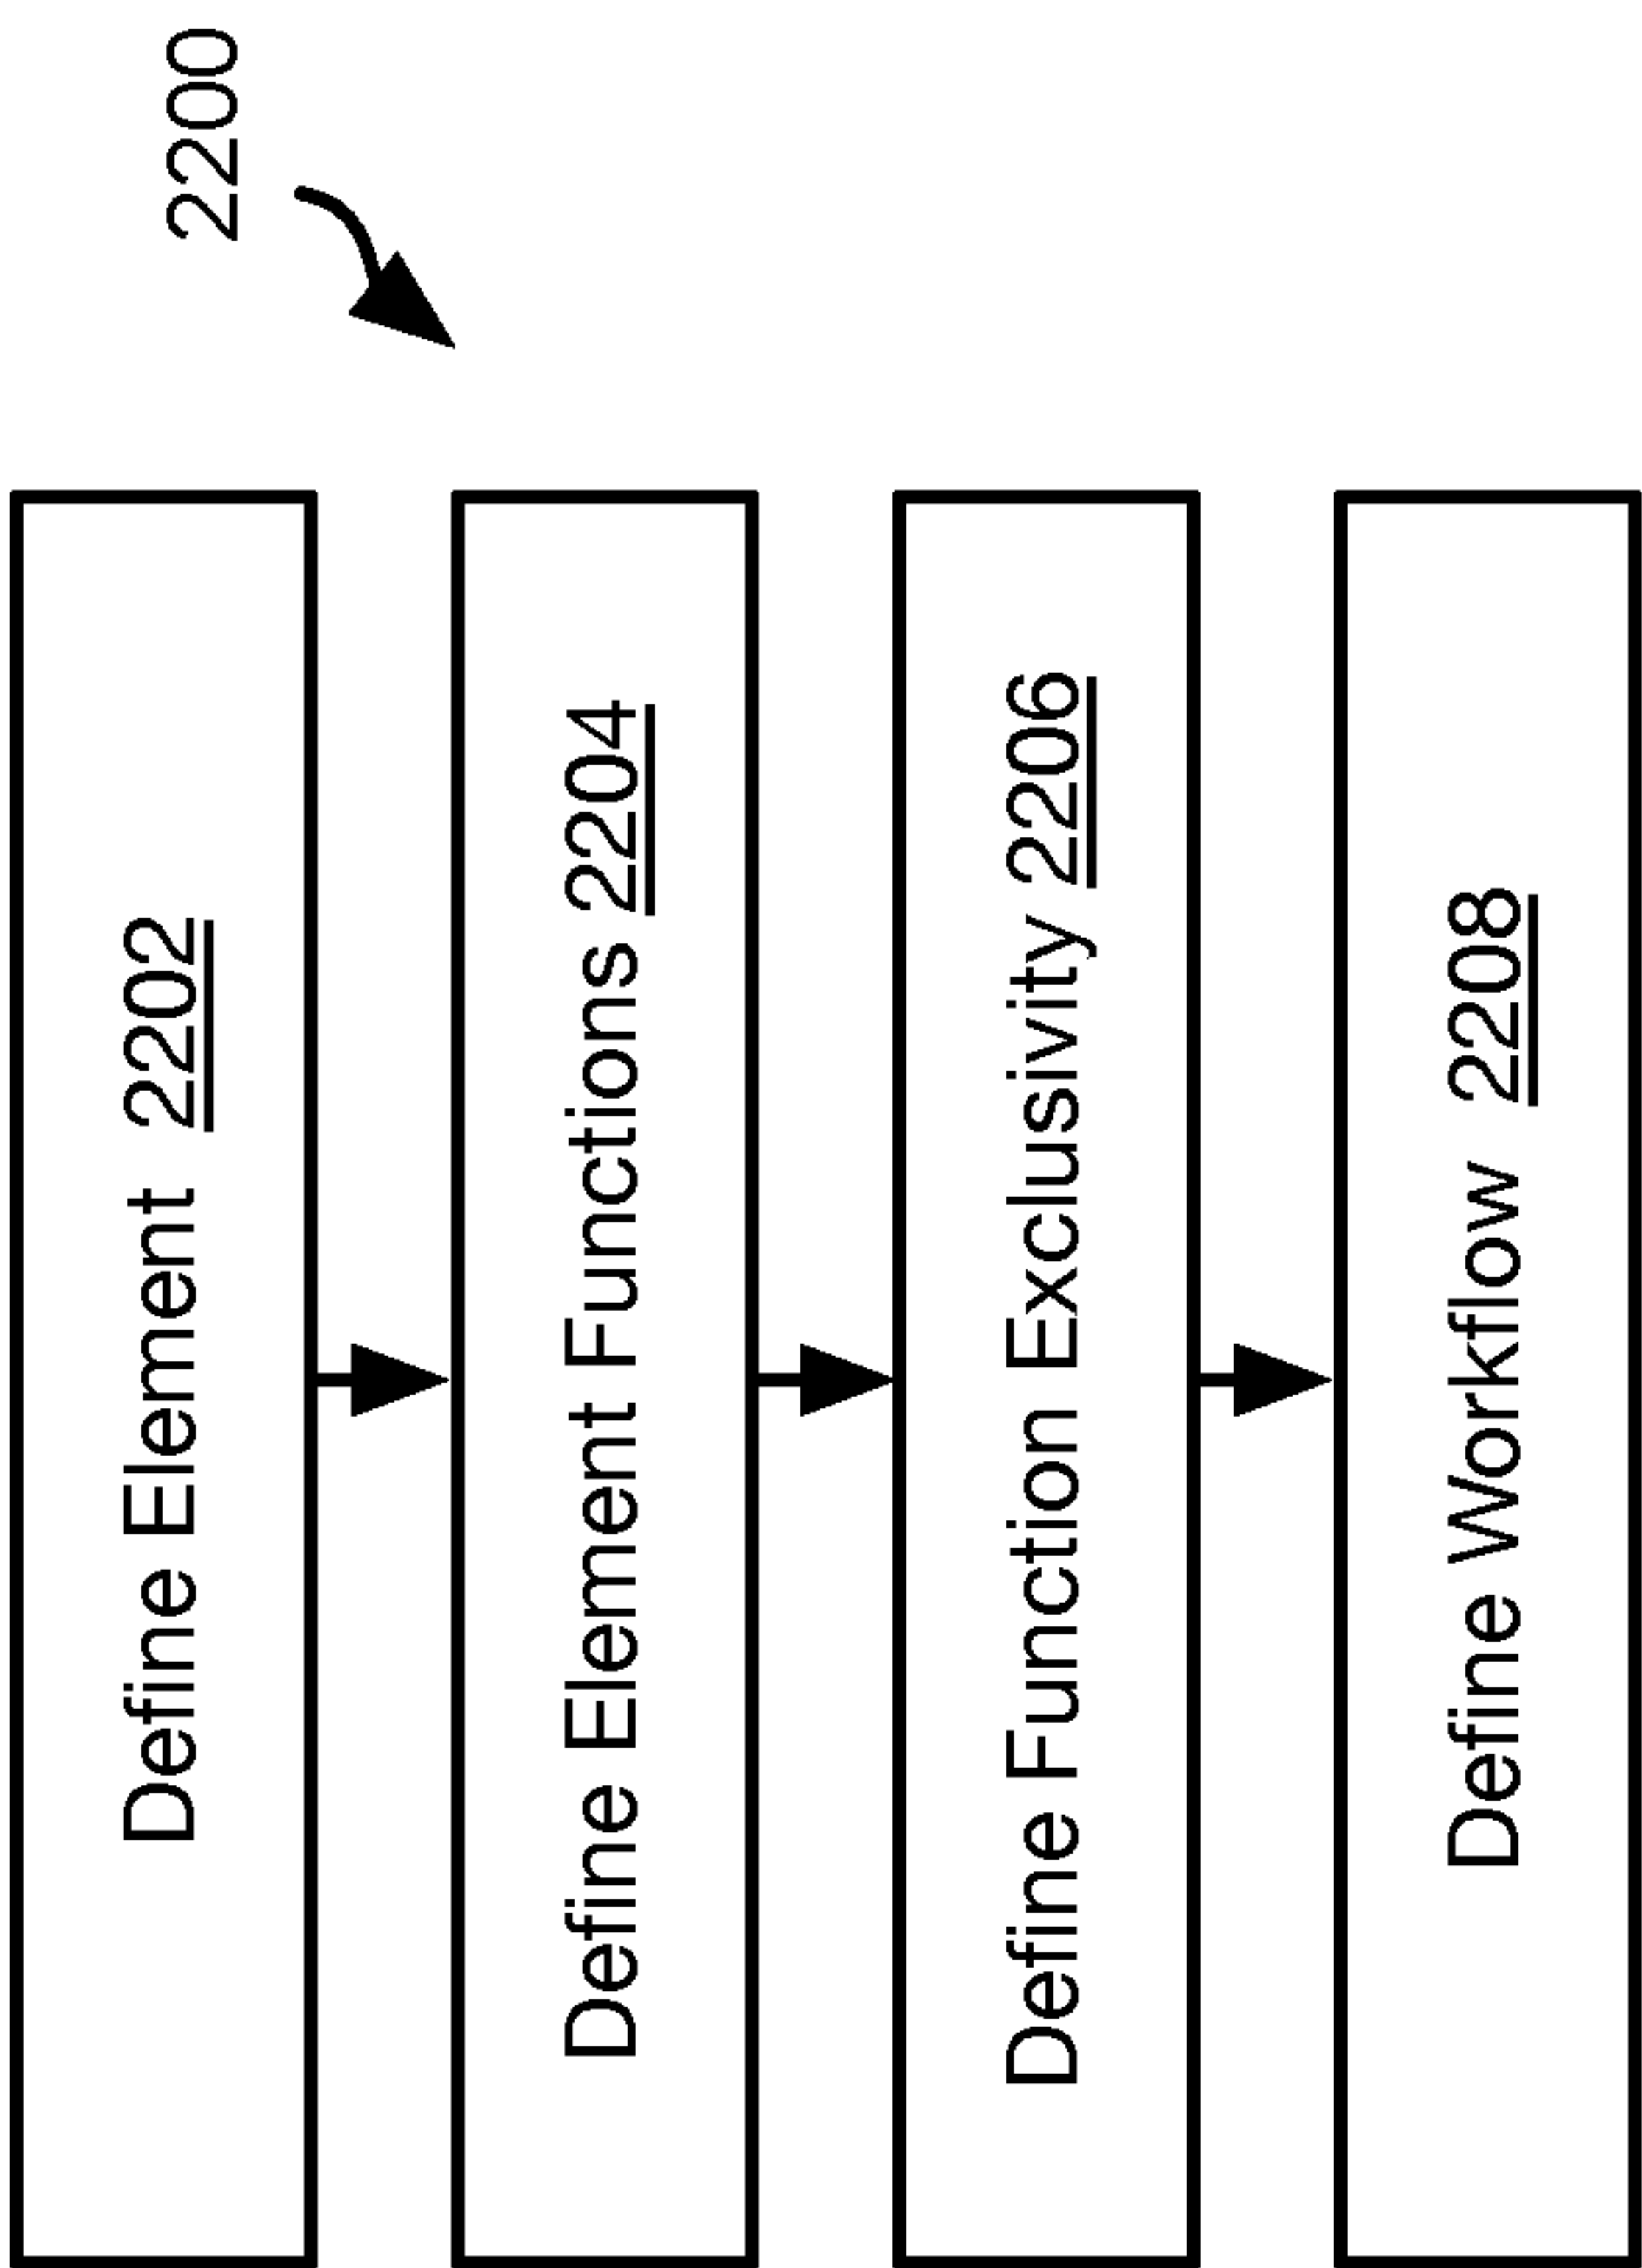 2200
Define Element 2202
Define Element Functions 2204
Define Function Exclusivity 2206
Define Workflow 2208